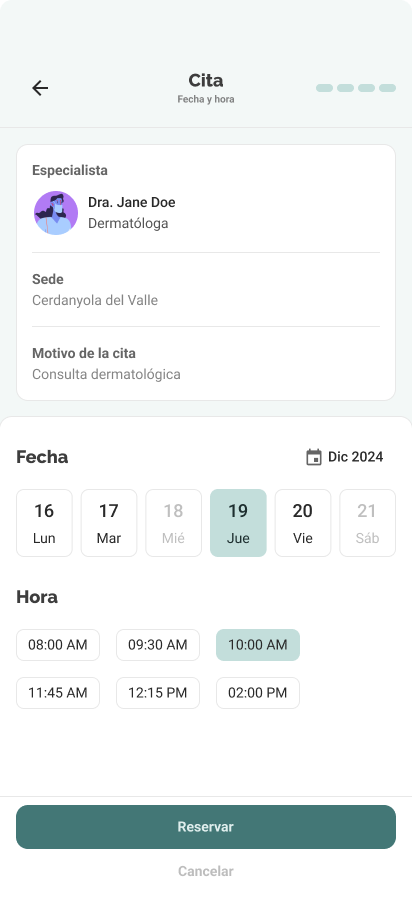 Cita
Fecha y hora
Especialista
Dra. Jane Doe
Dermatóloga
Sede
Cerdanyola del Valle
Motivo de la cita
Consulta dermatológica
Fecha
Dic 2024
16 17 18 19 20 21
Lun Mar Mié Jue Vie Sáb
Hora
08:00 AM 09:30 AM 10:00 AM
11:45 AM 12:15 PM 02:00 PM
Reservar
Cancelar